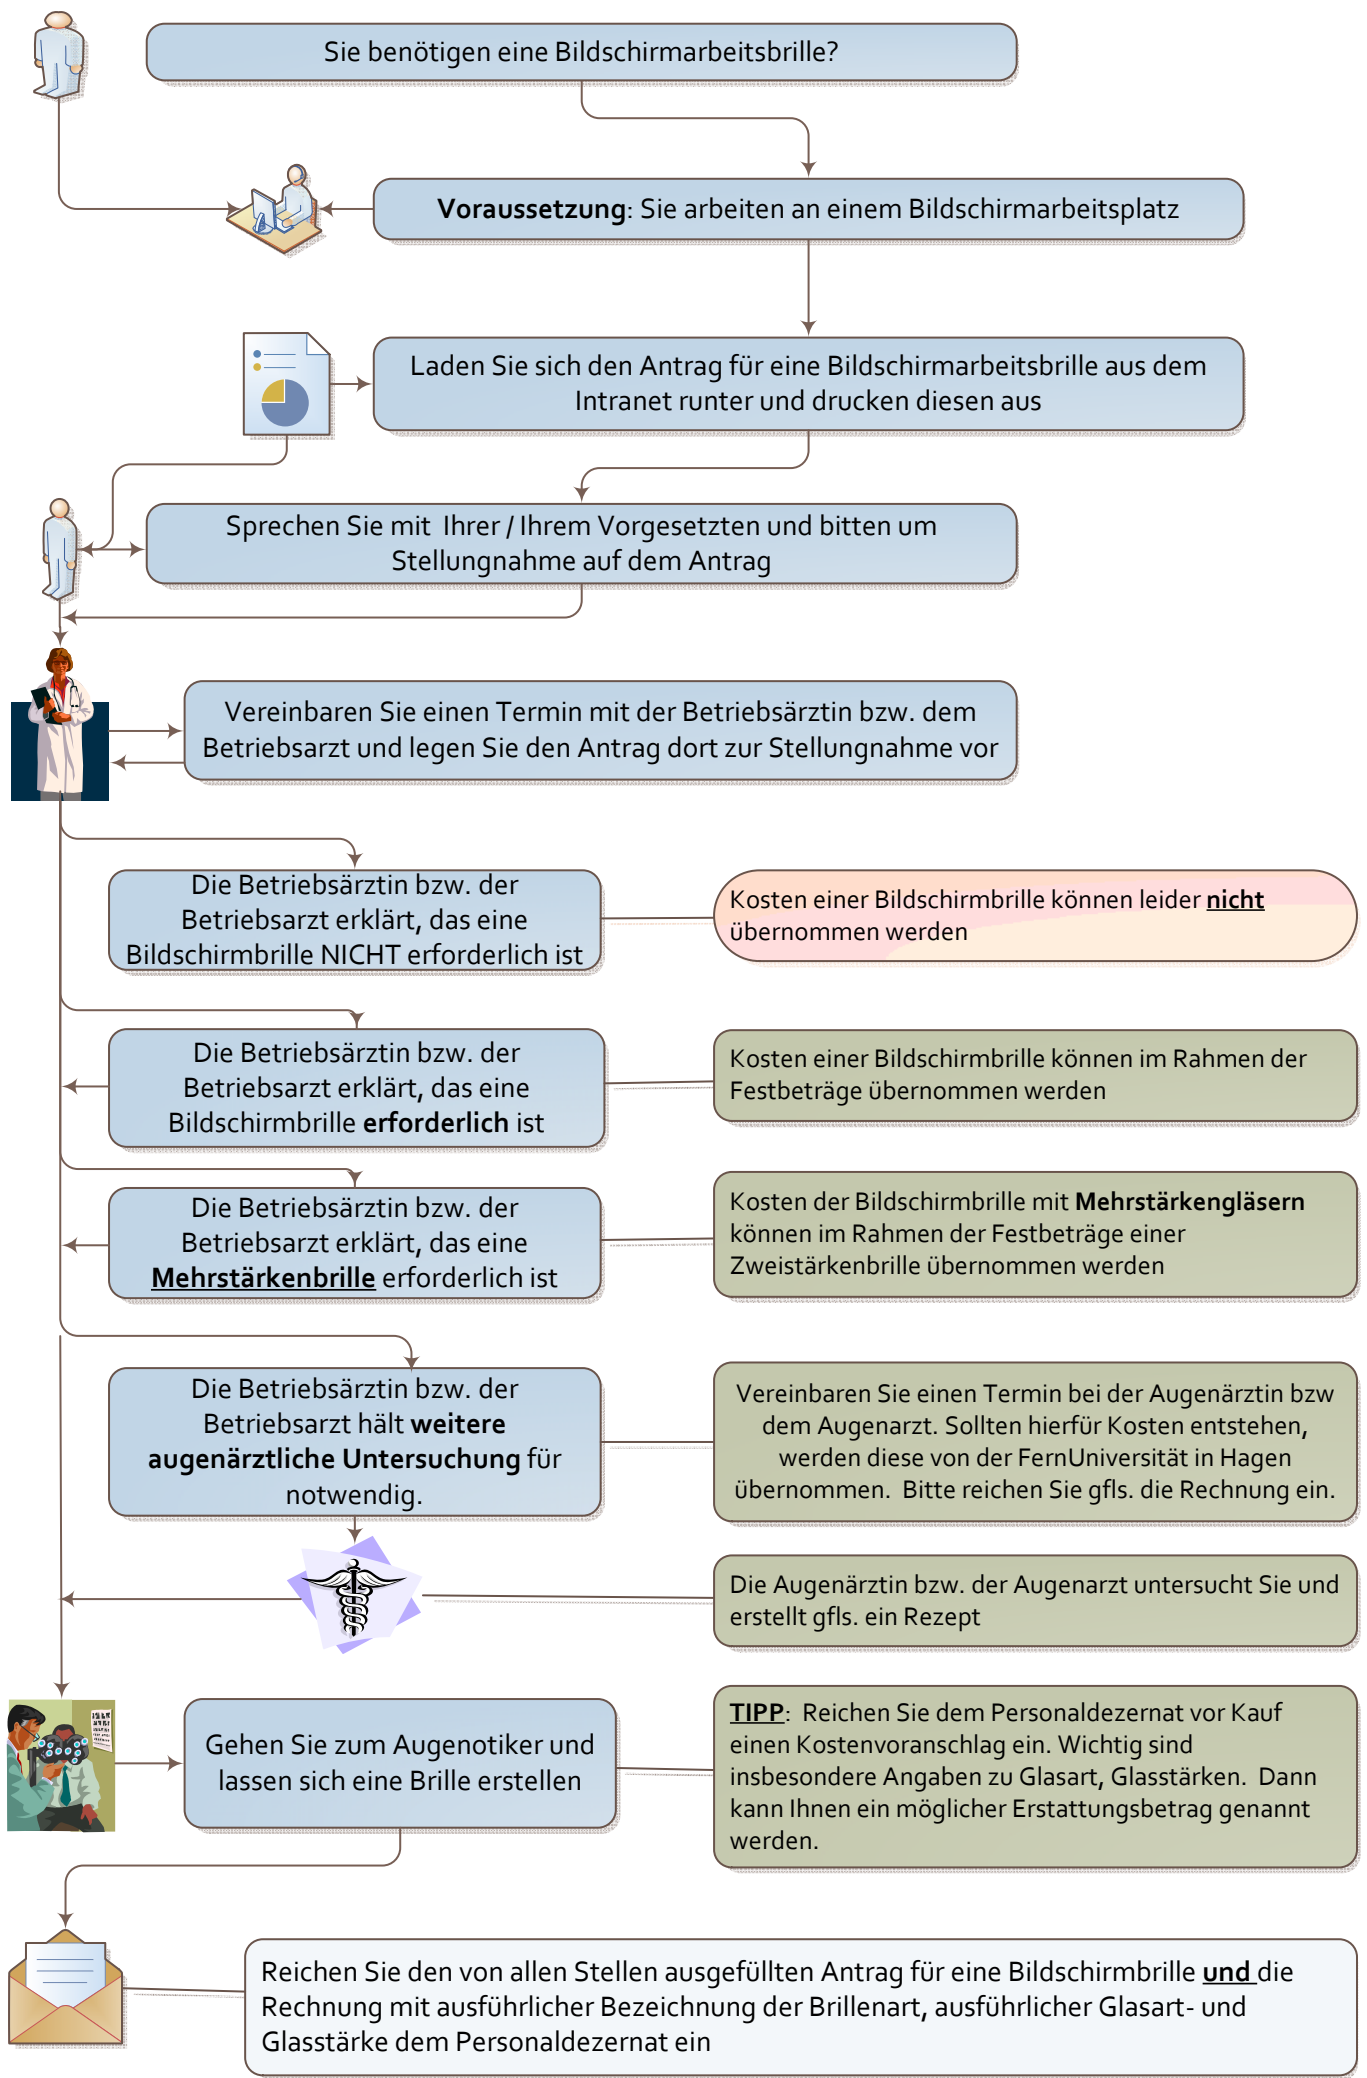 Sie benötigen eine Bildschirmarbeitsbrille?
Voraussetzung: Sie arbeiten an einem Bildschirmarbeitsplatz
Laden Sie sich den Antrag für eine Bildschirmarbeitsbrille aus dem
Intranet runter und drucken diesen aus
Sprechen Sie mit Ihrer / Ihrem Vorgesetzten und bitten um
Stellungnahme auf dem Antrag
Vereinbaren Sie einen Termin mit der Betriebsärztin bzw. dem
Betriebsarzt und legen Sie den Antrag dort zur Stellungnahme vor
Die Betriebsärztin bzw. der
Betriebsarzt erklärt, das eine
Bildschirmbrille NICHT erforderlich ist
Kosten einer Bildschirmbrille können leider nicht
übernommen werden
Die Betriebsärztin bzw. der
Betriebsarzt erklärt, das eine
Bildschirmbrille erforderlich ist
Kosten einer Bildschirmbrille können im Rahmen der
Festbeträge übernommen werden
Die Betriebsärztin bzw. der
Betriebsarzt erklärt, das eine
Mehrstärkenbrille erforderlich ist
Kosten der Bildschirmbrille mit Mehrstärkengläsern
können im Rahmen der Festbeträge einer
Zweistärkenbrille übernommen werden
Die Betriebsärztin bzw. der
Betriebsarzt hält weitere
augenärztliche Untersuchung für
notwendig.
Vereinbaren Sie einen Termin bei der Augenärztin bzw
dem Augenarzt. Sollten hierfür Kosten entstehen,
werden diese von der FernUniversität in Hagen
übernommen. Bitte reichen Sie gfls. die Rechnung ein.
Die Augenärztin bzw. der Augenarzt untersucht Sie und
erstellt gfls. ein Rezept
Gehen Sie zum Augenotiker und
lassen sich eine Brille erstellen
TIPP: Reichen Sie dem Personaldezernat vor Kauf
einen Kostenvoranschlag ein. Wichtig sind
insbesondere Angaben zu Glasart, Glasstärken. Dann
kann Ihnen ein möglicher Erstattungsbetrag genannt
werden.
Reichen Sie den von allen Stellen ausgefüllten Antrag für eine Bildschirmbrille und die
Rechnung mit ausführlicher Bezeichnung der Brillenart, ausführlicher Glasart- und
Glasstärke dem Personaldezernat ein